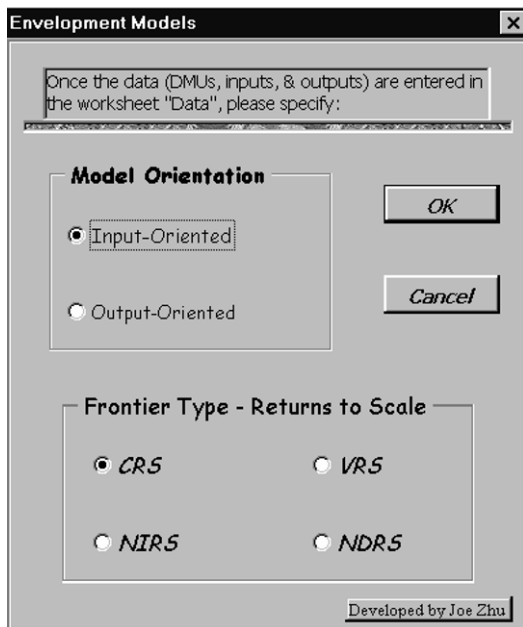 Envelopment Models
Once the data (DMUs, inputs, & outputs) are entered in
the worksheet "Data", please specify:
Model Orientation
Input-Oriented
Output-Oriented
OK
Cancel
Frontier Type - Returns to Scale
CRS
VRS
NIRS
NDRS
Developed by Joe Zhu